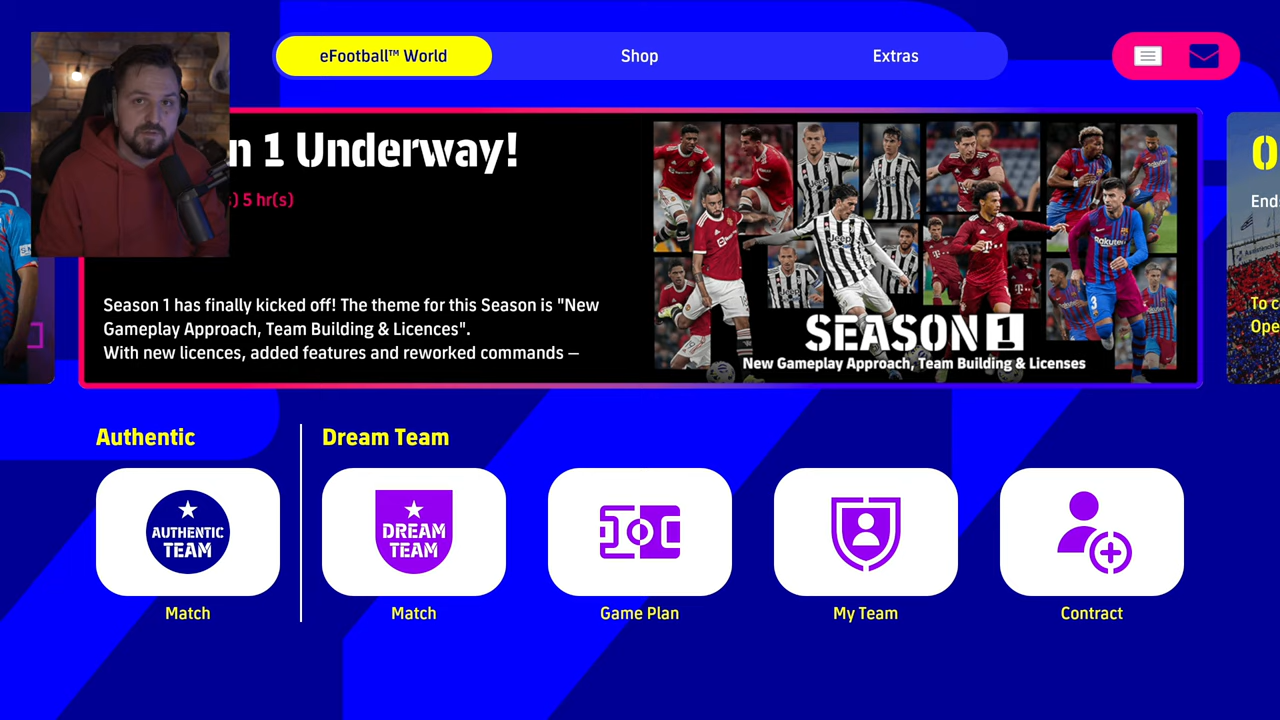 eFootball™ World
Shop
Extras
n 1 Underway!
) 5 hr(s)
Season 1 has finally kicked off! The theme for this Season is "New
Gameplay Approach, Team Building & Licences".
With new licences, added features and reworked commands –
SEASON 1
New Gameplay Approach, Team Building & Licenses
Ends
To c
Ope
Authentic
Dream Team
AUTHENTIC
TEAM
DREAM
TEAM
Match
Match
Game Plan
My Team
Contract